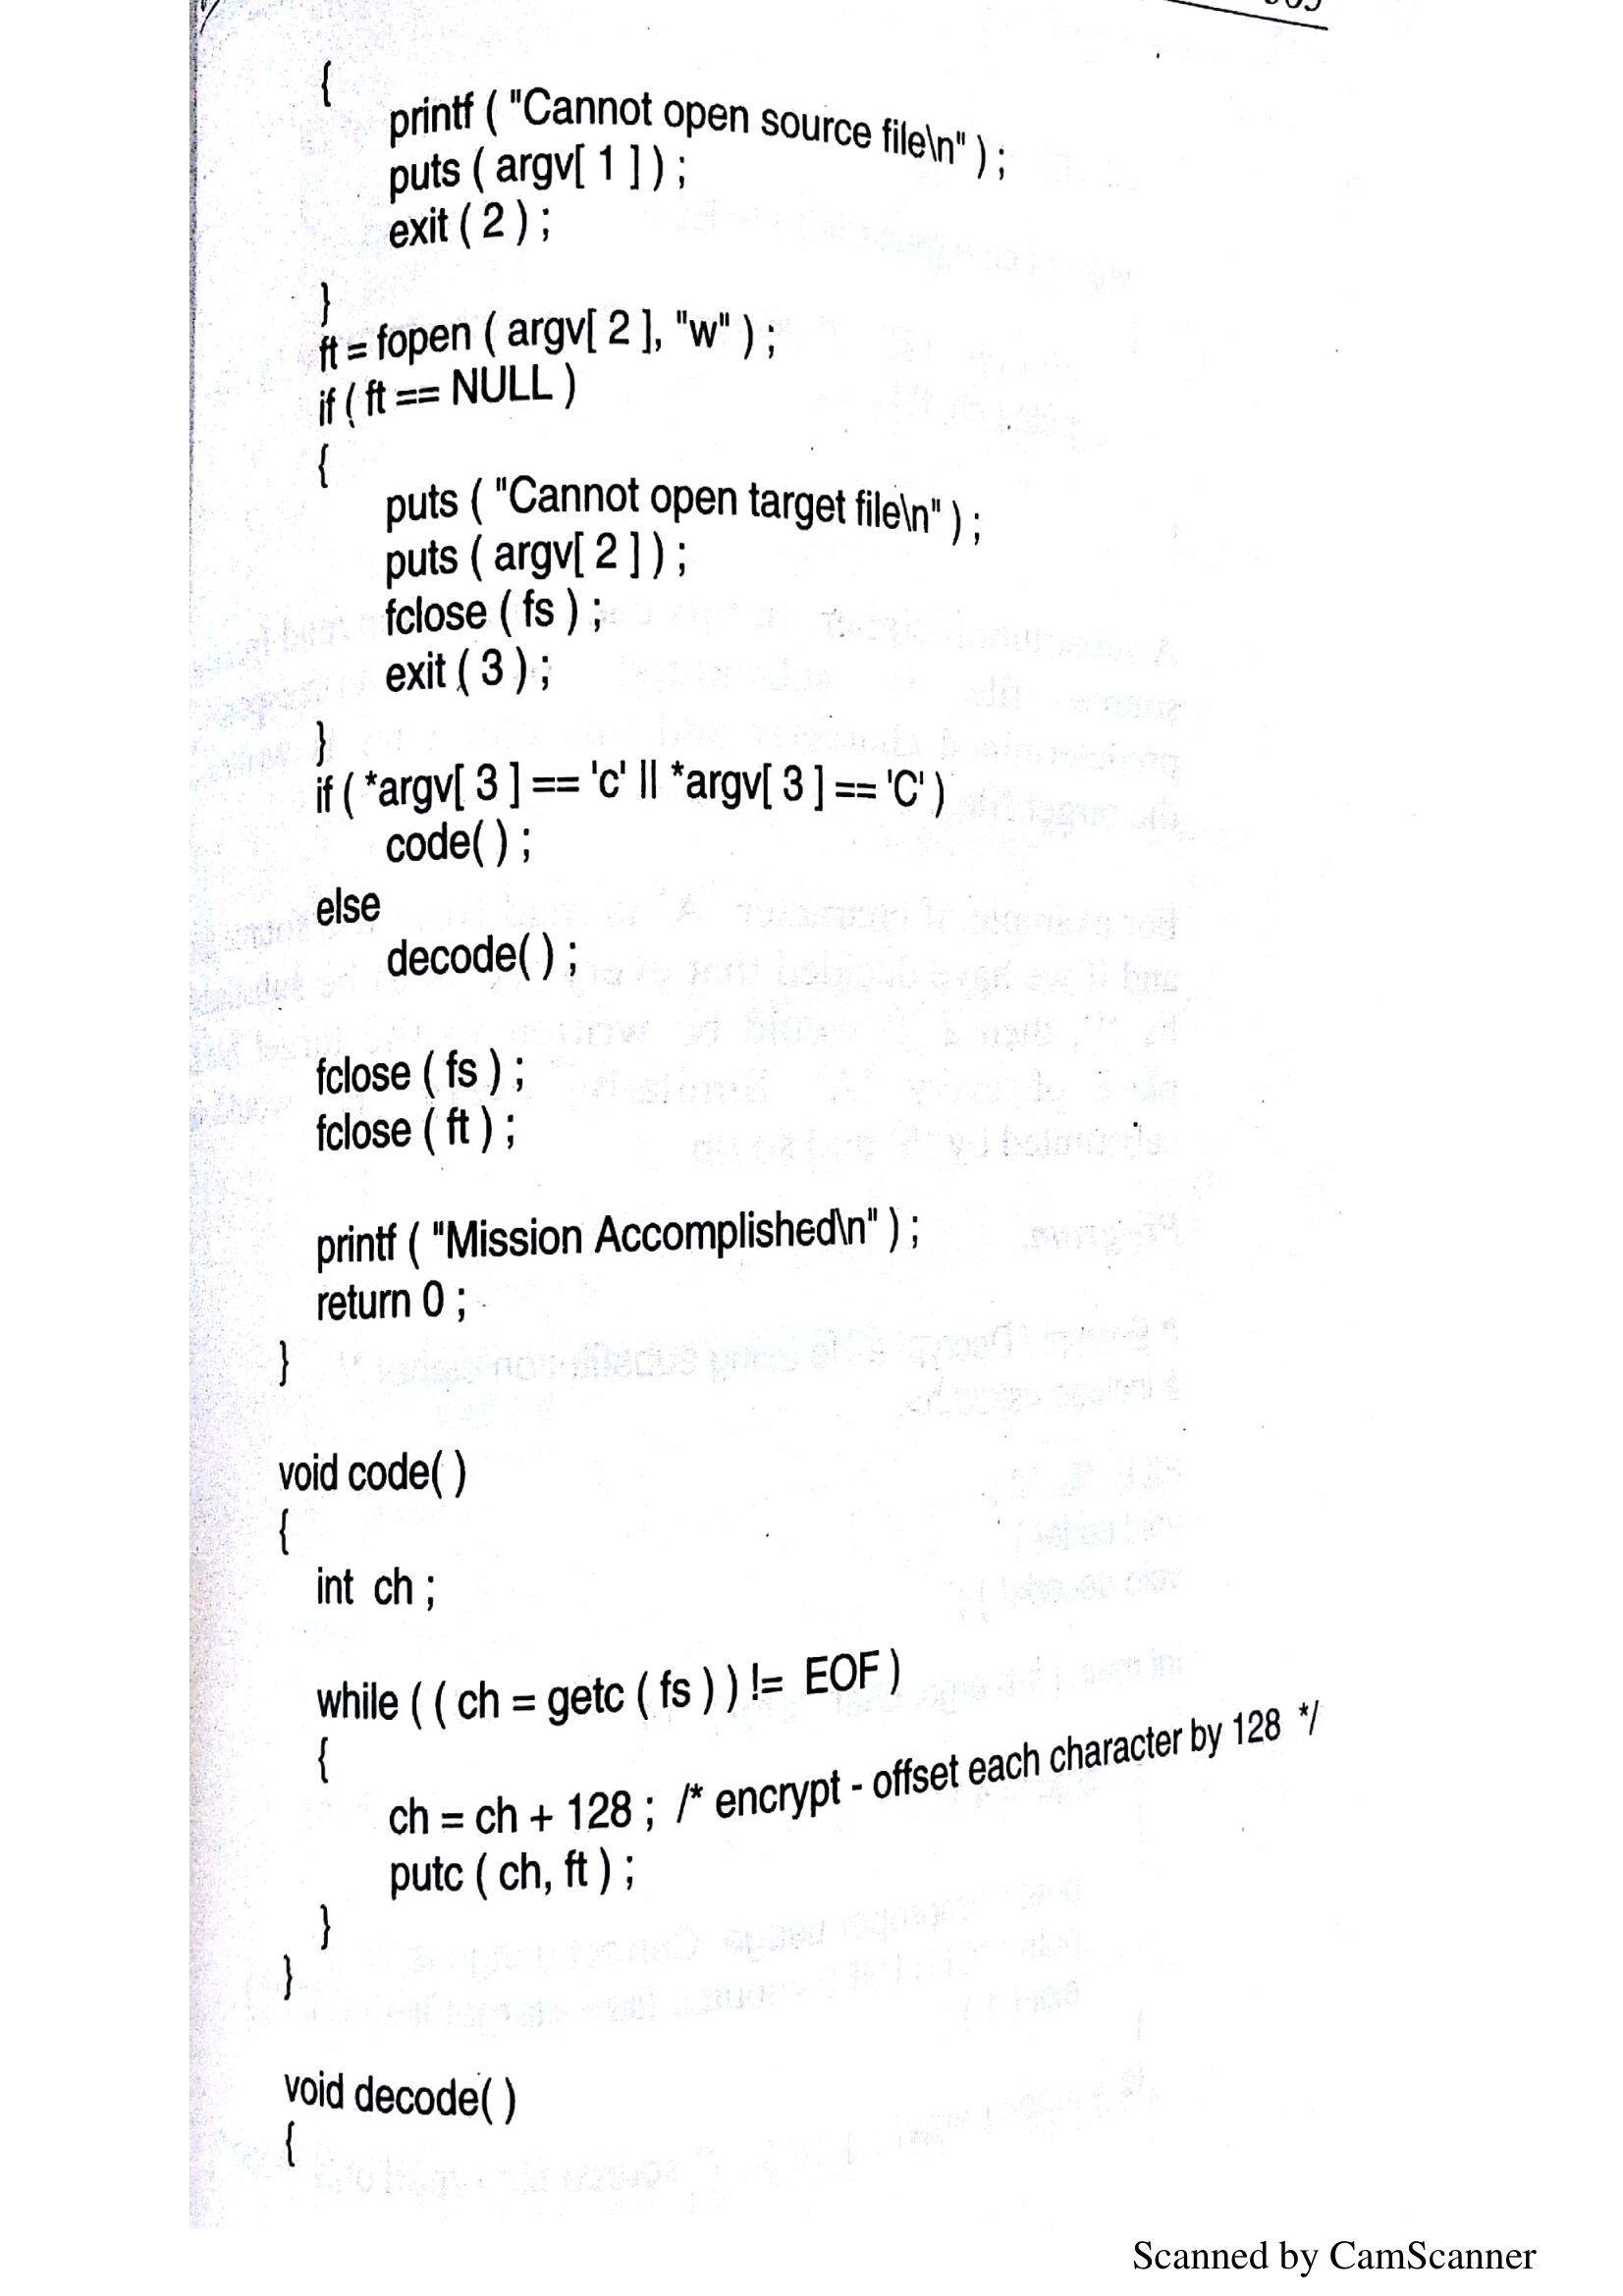 {
printf ( "Cannot open source file\n" ) ;
puts ( argv[ 1 ] ) ;
exit ( 2 ) ;
}
ft = fopen ( argv[ 2 ], "w" ) ;
if ( ft == NULL )
{
puts ( "Cannot open target file\n" ) ;
puts ( argv[ 2 ] ) ;
fclose ( fs ) ;
exit ( 3 ) ;
}
if ( *argv[ 3 ] == 'c' || *argv[ 3 ] == 'C' )
code( ) ;
else
decode( ) ;
fclose ( fs ) ;
fclose ( ft ) ;
printf ( "Mission Accomplished\n" ) ;
return 0 ;
}
void code( )
{
int ch ;
while ( ( ch = getc ( fs ) ) != EOF )
{
ch = ch + 128 ; /* encrypt - offset each character by 128 */
putc ( ch, ft ) ;
}
}
void decode( )
{
Scanned by CamScanner